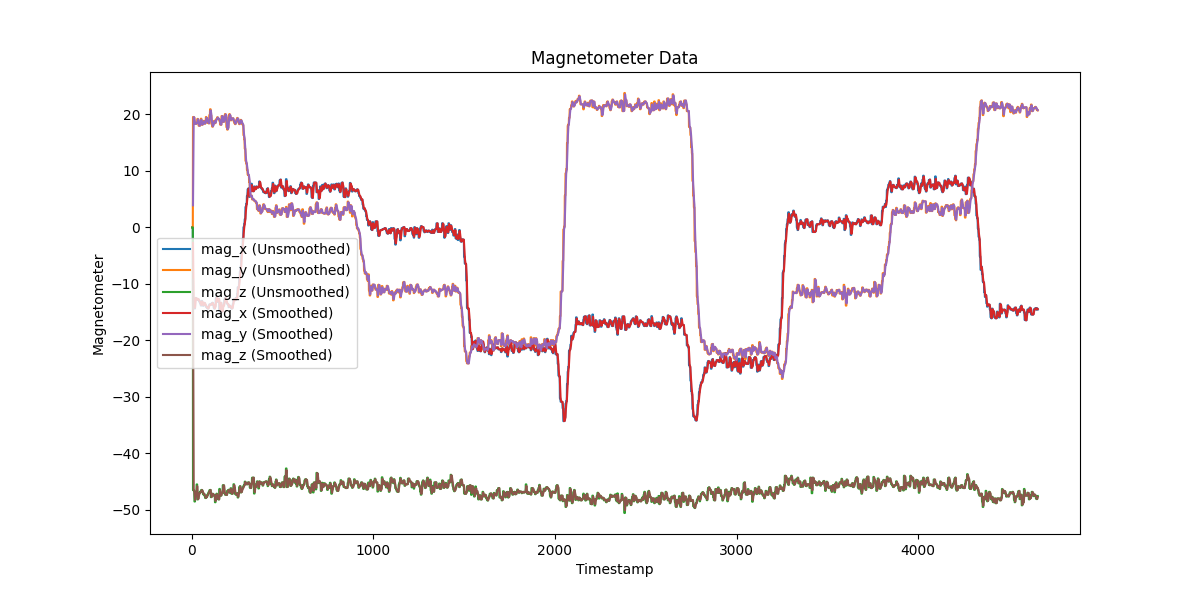 Magnetometer Data
Magnetometer
20
10
0
−10
−20
−30
−40
−50
mag_x (Unsmoothed)
mag_y (Unsmoothed)
mag_z (Unsmoothed)
mag_x (Smoothed)
mag_y (Smoothed)
mag_z (Smoothed)
0 1000 2000 3000 4000
Timestamp